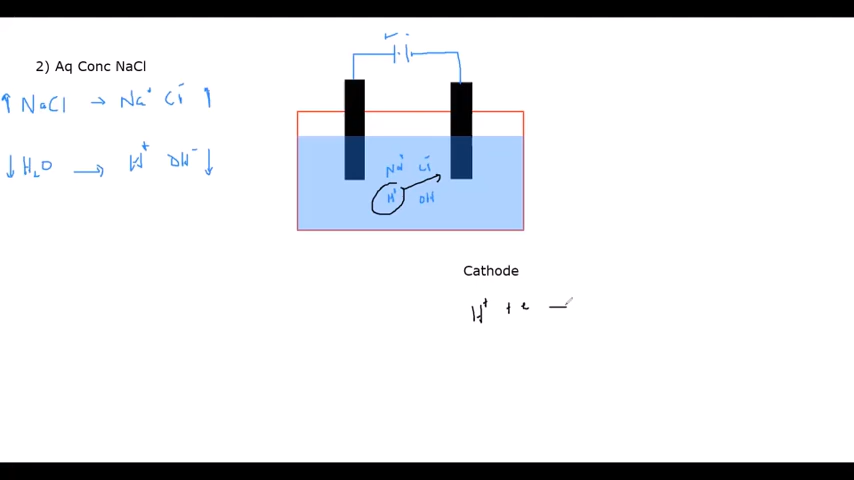 2) Aq Conc NaCl
↑ NaCl → Na⁺ Cl⁻ ↑
↓ H₂O → H⁺ OH⁻ ↓
Na⁺ Cl⁻
H⁺ OH
Cathode
H⁺ + e —